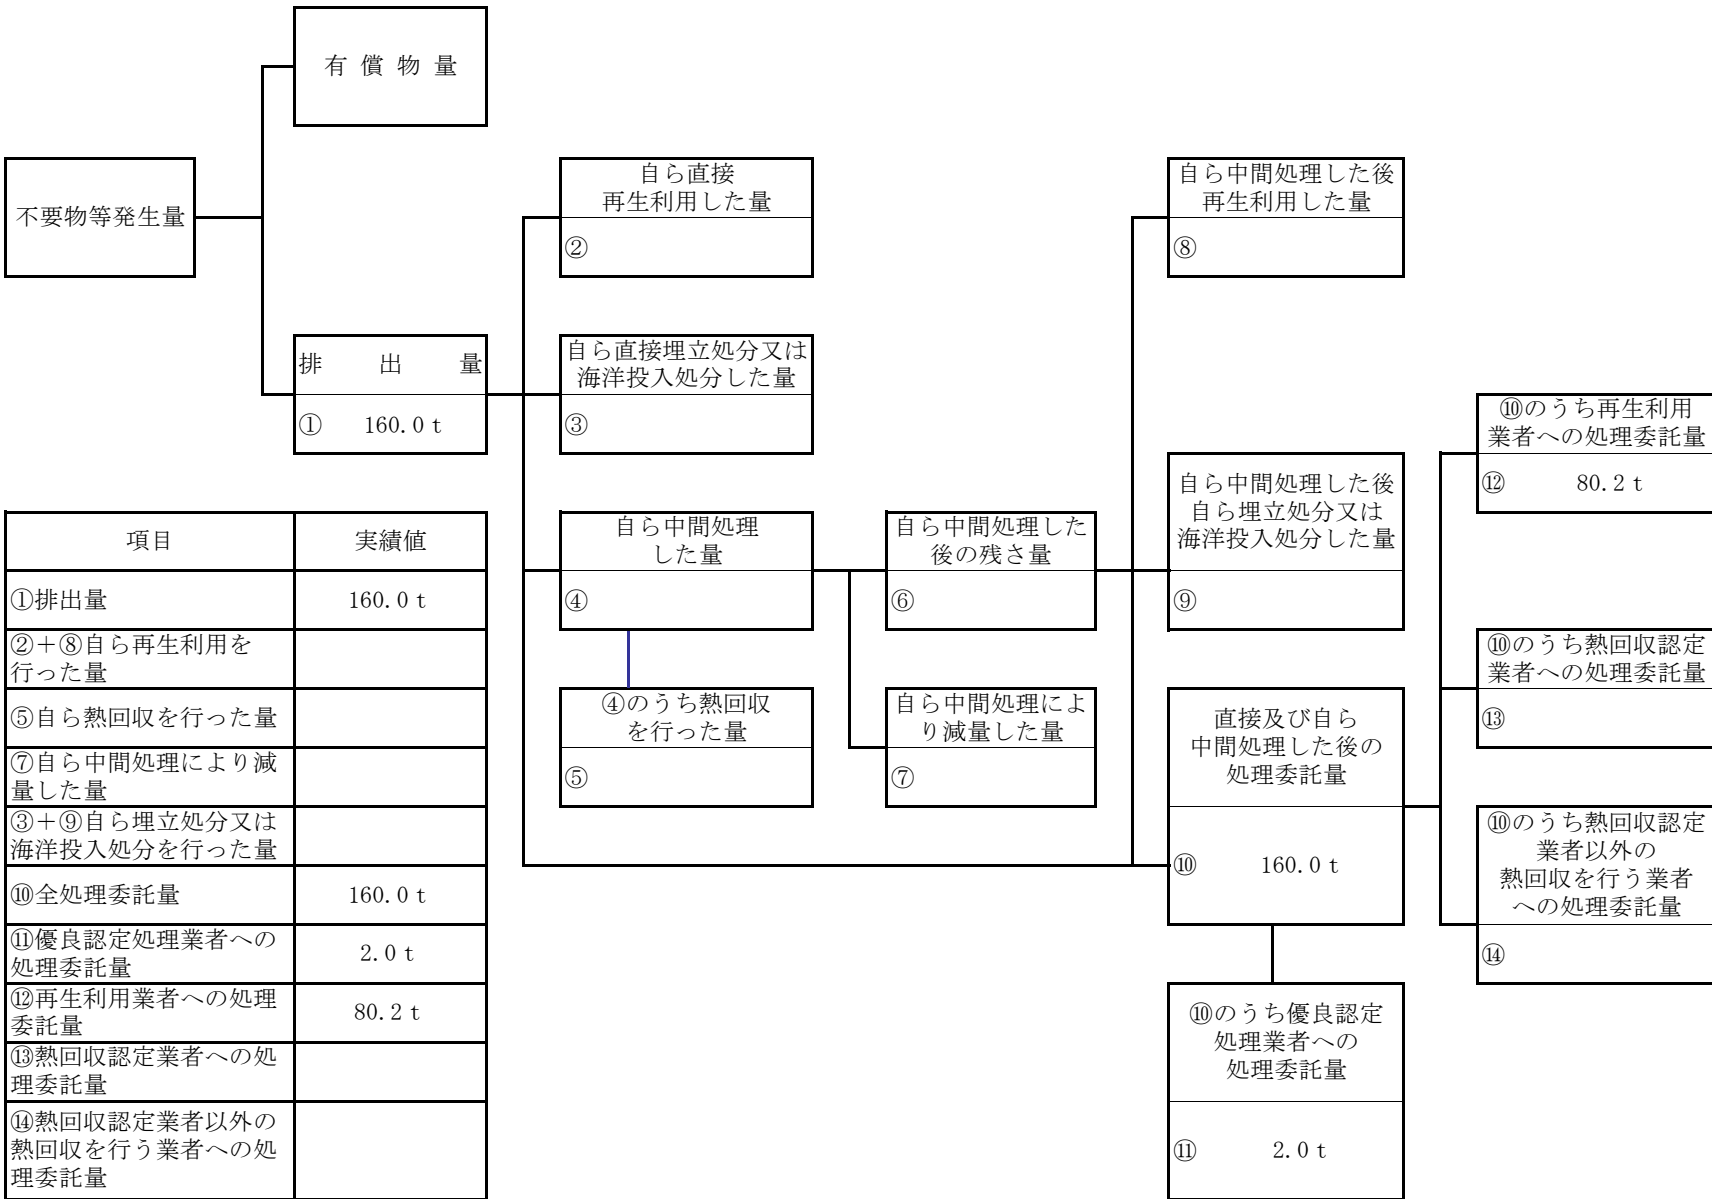 有償物量
不要物等発生量
自ら直接
再生利用した量
②
自ら中間処理した後
再生利用した量
⑧
排出量
① 160.0 t
自ら直接埋立処分又は
海洋投入処分した量
③
⑩のうち再生利用
業者への処理委託量
⑫ 80.2 t
自ら中間処理
した量
④
自ら中間処理した
後の残さ量
⑥
自ら中間処理した後
自ら埋立処分又は
海洋投入処分した量
⑨
⑩のうち熱回収認定
業者への処理委託量
⑬
④のうち熱回収
を行った量
⑤
自ら中間処理によ
り減量した量
⑦
直接及び自ら
中間処理した後の
処理委託量
⑩ 160.0 t
⑩のうち熱回収認定
業者以外の
熱回収を行う業者
への処理委託量
⑭
⑩のうち優良認定
処理業者への
処理委託量
⑪ 2.0 t
項目 実績値
①排出量 160.0 t
②＋⑧自ら再生利用を
行った量
⑤自ら熱回収を行った量
⑦自ら中間処理により減
量した量
③＋⑨自ら埋立処分又は
海洋投入処分を行った量
⑩全処理委託量 160.0 t
⑪優良認定処理業者への
処理委託量 2.0 t
⑫再生利用業者への処理
委託量 80.2 t
⑬熱回収認定業者への処
理委託量
⑭熱回収認定業者以外の
熱回収を行う業者への処
理委託量